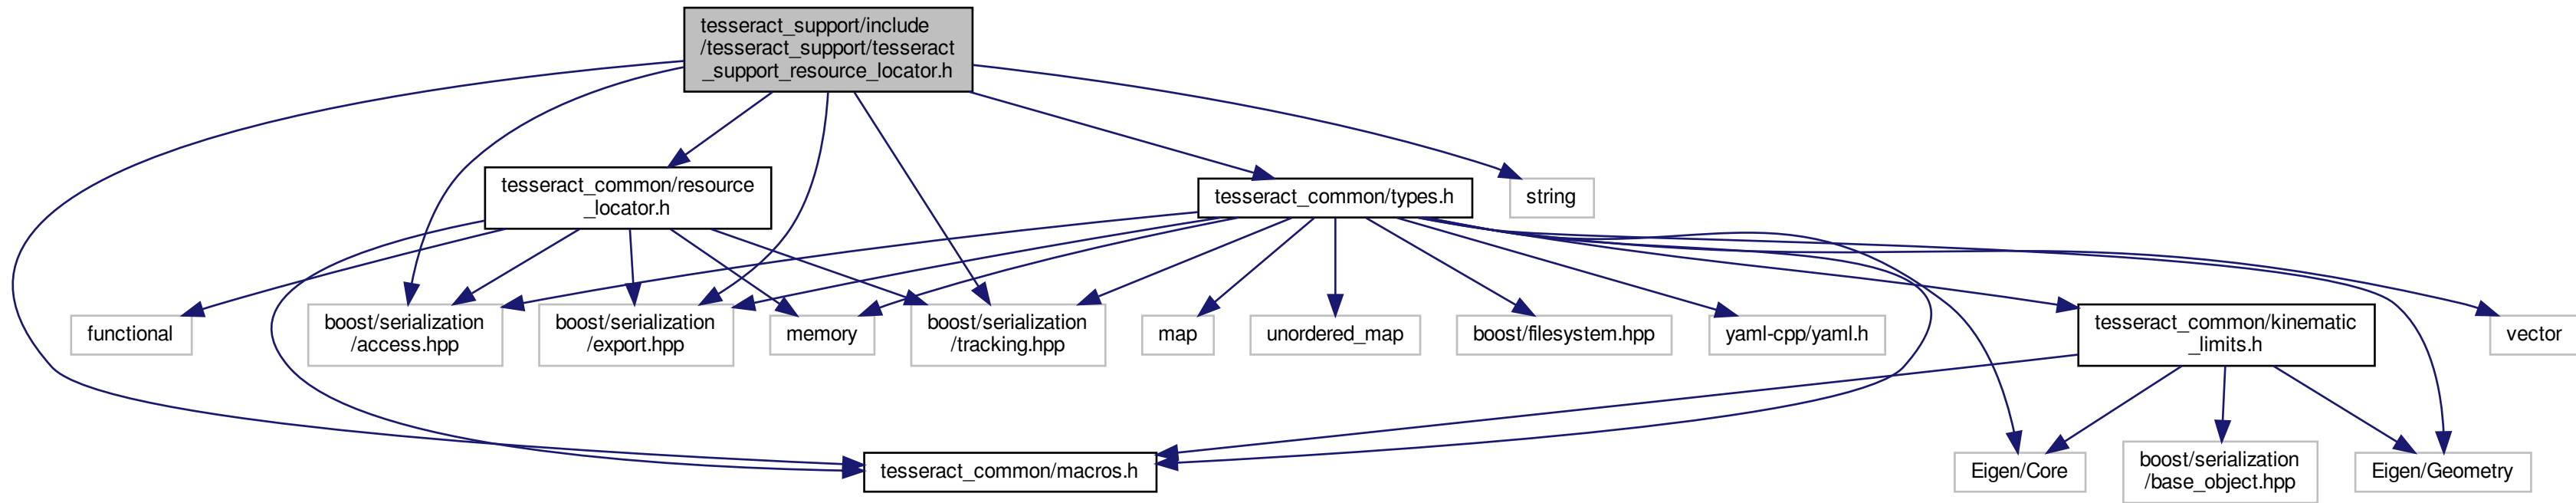 tesseract_support/include
/tesseract_support/tesseract
_support_resource_locator.h
tesseract_common/resource
_locator.h
tesseract_common/types.h
string
functional
boost/serialization
/access.hpp
boost/serialization
/export.hpp
memory
boost/serialization
/tracking.hpp
map
unordered_map
boost/filesystem.hpp
yaml-cpp/yaml.h
tesseract_common/kinematic
_limits.h
vector
tesseract_common/macros.h
Eigen/Core
boost/serialization
/base_object.hpp
Eigen/Geometry